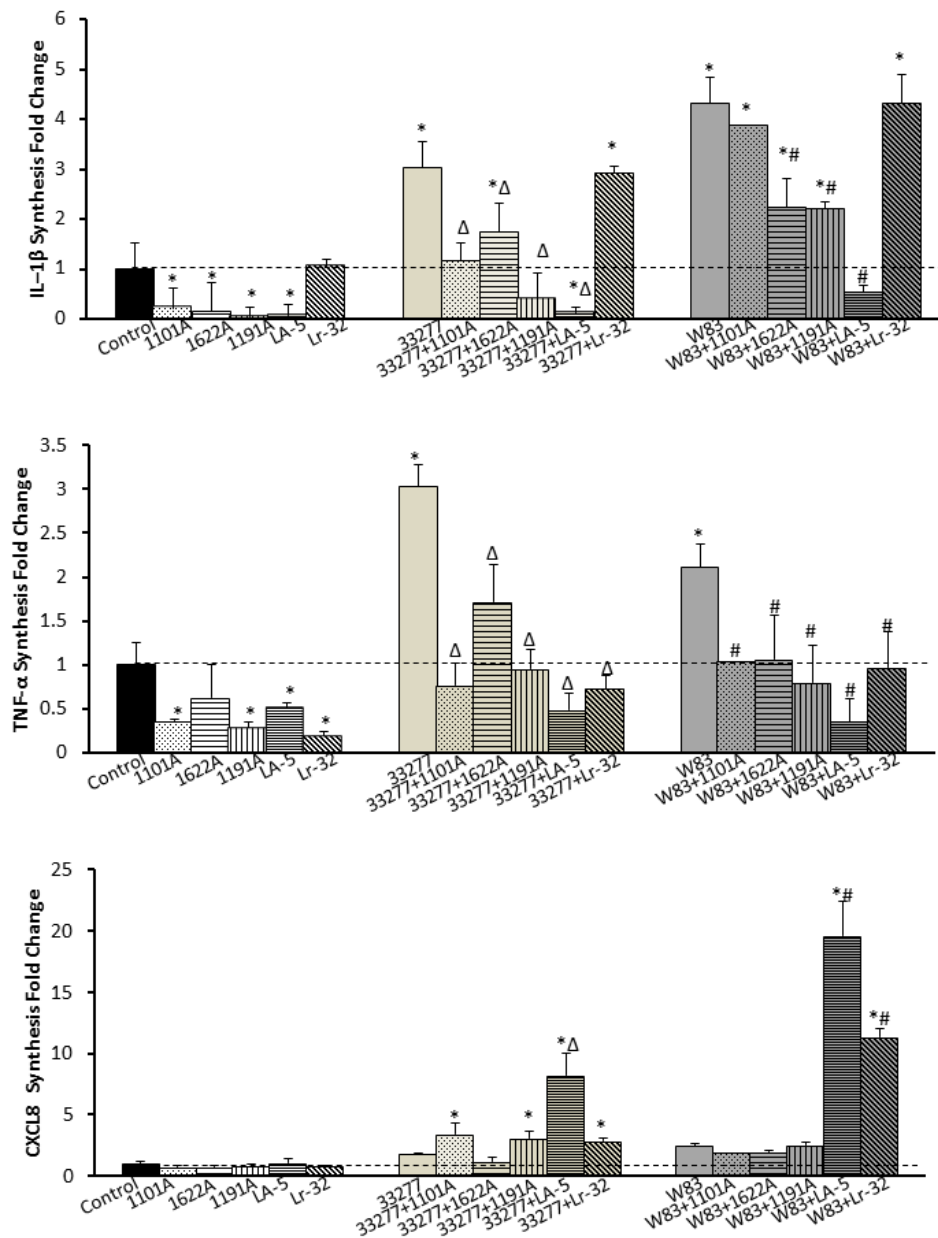 IL–1β Synthesis Fold Change
6
5
4
3
2
1
0
* * * *
* Δ *Δ Δ *Δ *
* * *# *# # *
Control 1101A 1622A 1191A LA-5 Lr-32
33277 33277+1101A 33277+1622A 33277+1191A 33277+LA-5 33277+Lr-32
W83 W83+1101A W83+1622A W83+1191A W83+LA-5 W83+Lr-32
TNF-α Synthesis Fold Change
3.5
3
2.5
2
1.5
1
0.5
0
* * * *
* Δ Δ Δ Δ Δ
* # # # # #
Control 1101A 1622A 1191A LA-5 Lr-32
33277 33277+1101A 33277+1622A 33277+1191A 33277+LA-5 33277+Lr-32
W83 W83+1101A W83+1622A W83+1191A W83+LA-5 W83+Lr-32
CXCL8 Synthesis Fold Change
25
20
15
10
5
0
* * *Δ *
*# *#
Control 1101A 1622A 1191A LA-5 Lr-32
33277 33277+1101A 33277+1622A 33277+1191A 33277+LA-5 33277+Lr-32
W83 W83+1101A W83+1622A W83+1191A W83+LA-5 W83+Lr-32